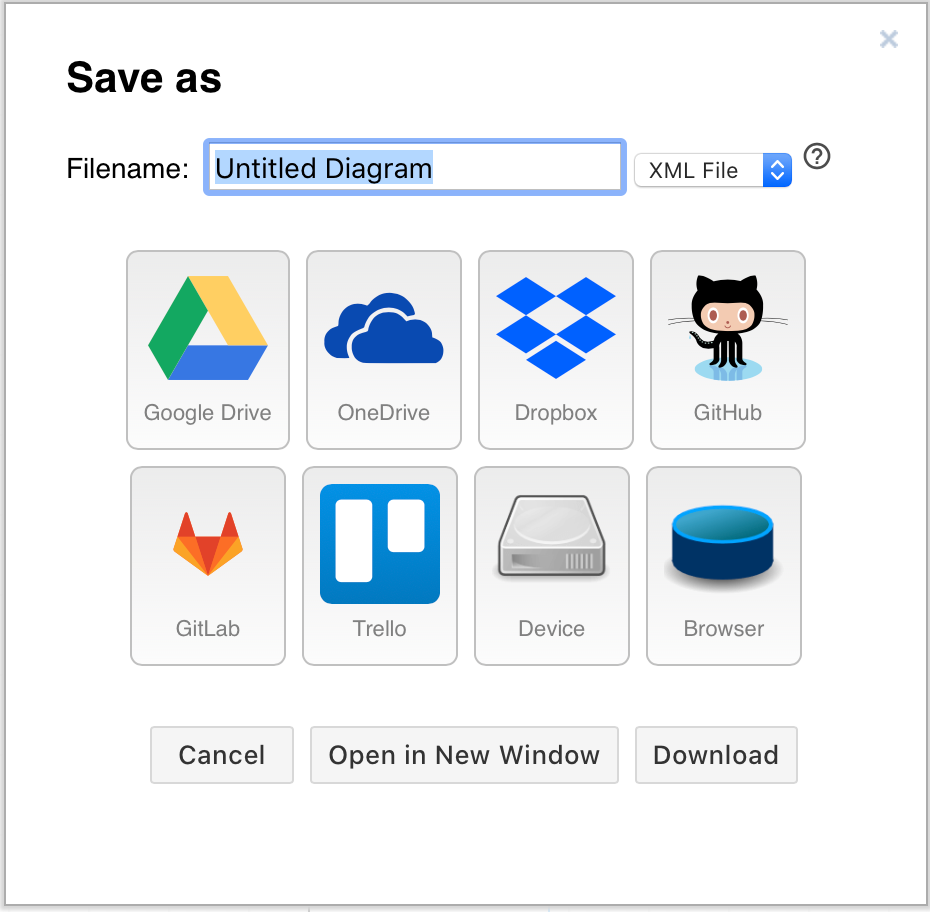 Save as
Filename: Untitled Diagram XML File
Google Drive OneDrive Dropbox GitHub
GitLab Trello Device Browser
Cancel Open in New Window Download